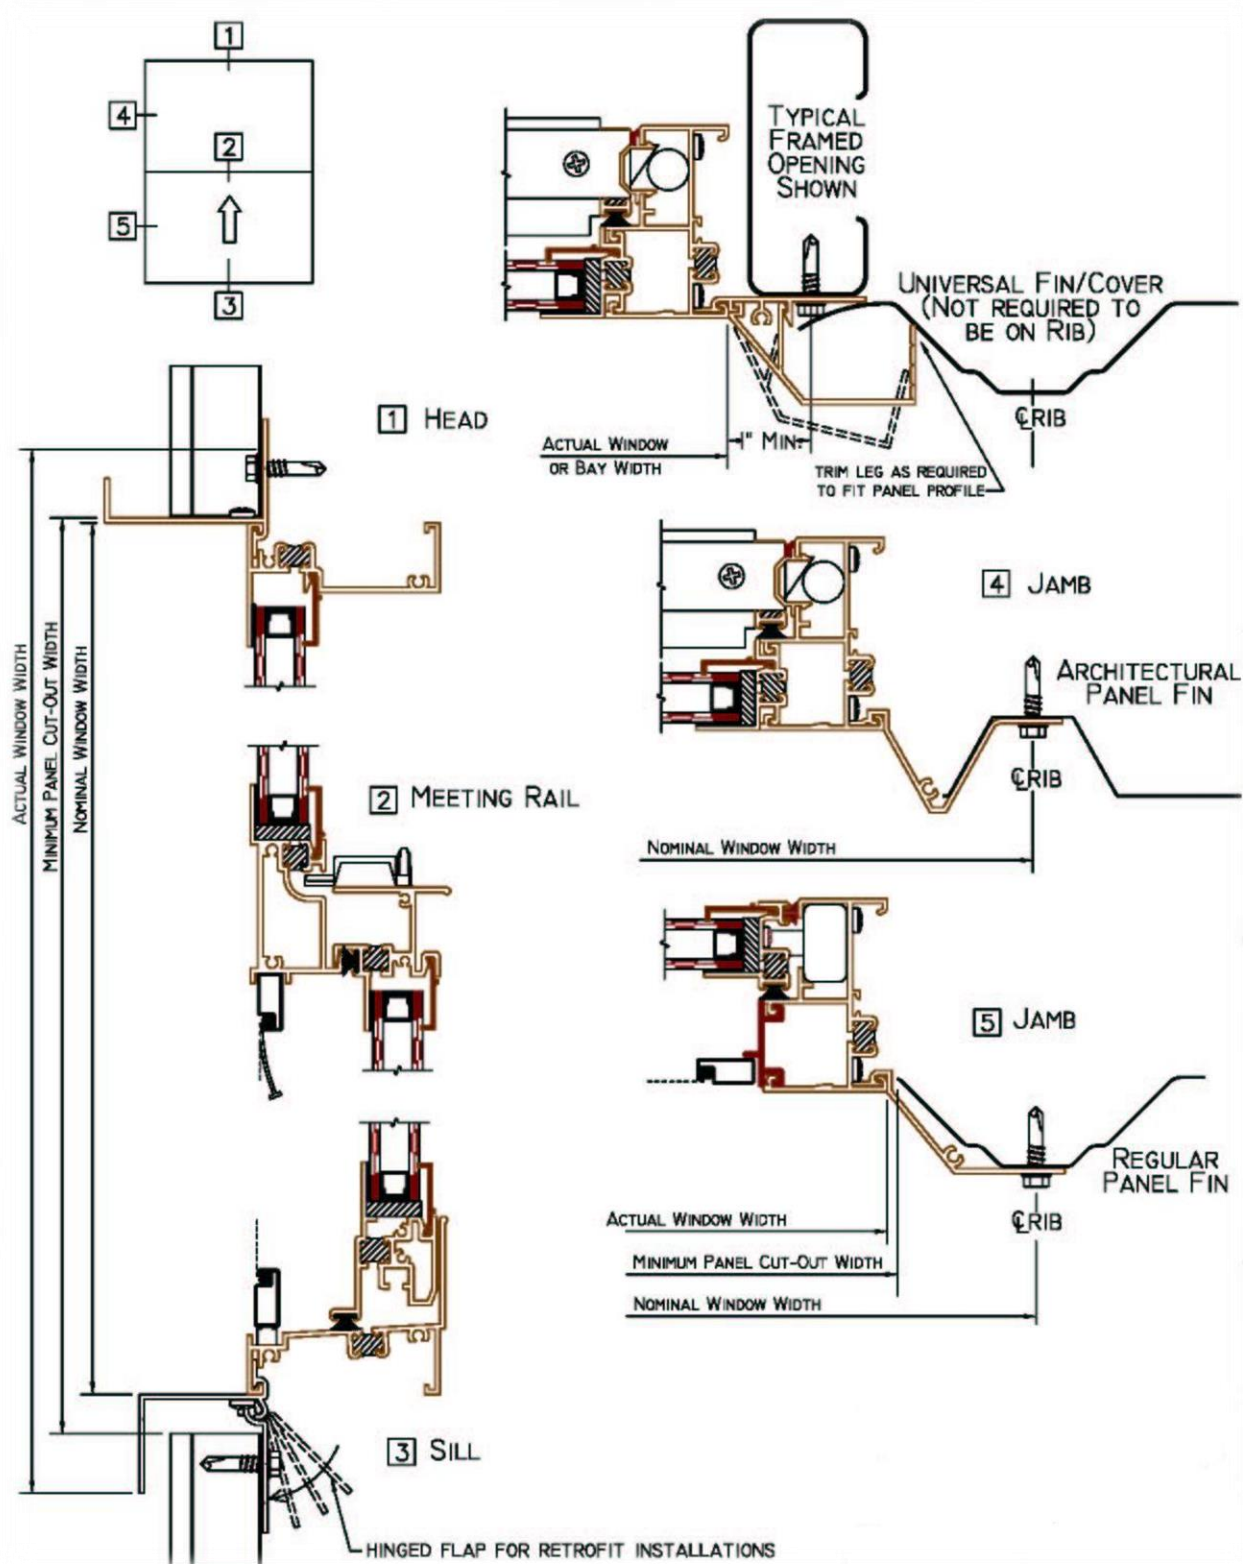 1
4
2
5
3
TYPICAL
FRAMED
OPENING
SHOWN
UNIVERSAL FIN/COVER
(NOT REQUIRED TO
BE ON RIB)
℄ RIB
1 HEAD
ACTUAL WINDOW
OR BAY WIDTH
1" MIN.
TRIM LEG AS REQUIRED
TO FIT PANEL PROFILE
4 JAMB
ARCHITECTURAL
PANEL FIN
℄ RIB
NOMINAL WINDOW WIDTH
ACTUAL WINDOW WIDTH
MINIMUM PANEL CUT-OUT WIDTH
NOMINAL WINDOW WIDTH
2 MEETING RAIL
5 JAMB
REGULAR
PANEL FIN
℄ RIB
ACTUAL WINDOW WIDTH
MINIMUM PANEL CUT-OUT WIDTH
NOMINAL WINDOW WIDTH
3 SILL
HINGED FLAP FOR RETROFIT INSTALLATIONS